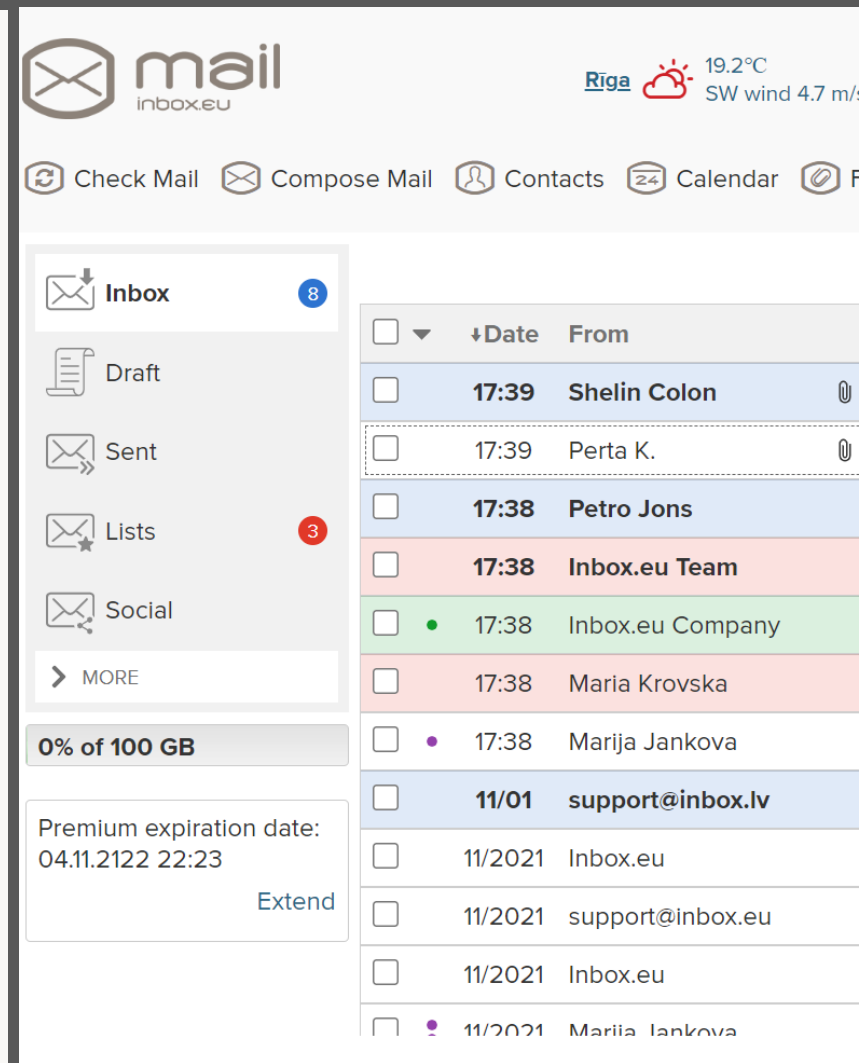 mail
inbox.eu
Rīga
19.2°C
SW wind 4.7 m/s
Check Mail
Compose Mail
Contacts
24 Calendar
F
Inbox 8
Draft
Sent
Lists 3
Social
MORE
0% of 100 GB
Premium expiration date:
04.11.2122 22:23
Extend
Date From
17:39 Shelin Colon
17:39 Perta K.
17:38 Petro Jons
17:38 Inbox.eu Team
17:38 Inbox.eu Company
17:38 Maria Krovska
17:38 Marija Jankova
11/01 support@inbox.lv
11/2021 Inbox.eu
11/2021 support@inbox.eu
11/2021 Inbox.eu
11/2021 Marija Jankova